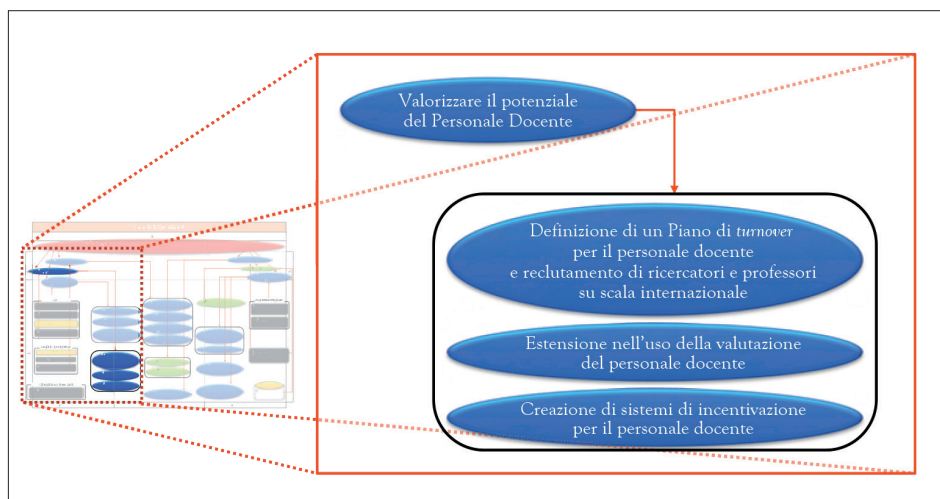 Valorizzare il potenziale
del Personale Docente
Definizione di un Piano di turnover
per il personale docente
e reclutamento di ricercatori e professori
su scala internazionale
Estensione nell’uso della valutazione
del personale docente
Creazione di sistemi di incentivazione
per il personale docente